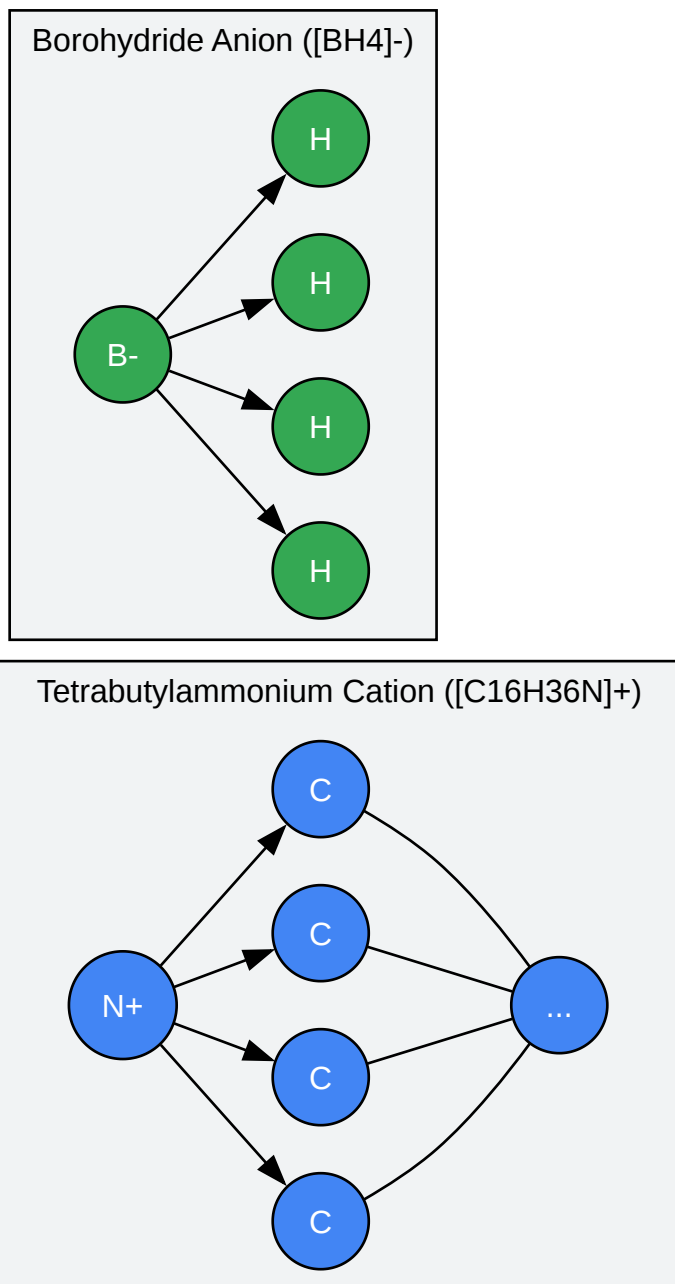 Borohydride Anion ([BH4]-)
H
H
B-
H
H
Tetrabutylammonium Cation ([C16H36N]+)
C
C
N+
...
C
C